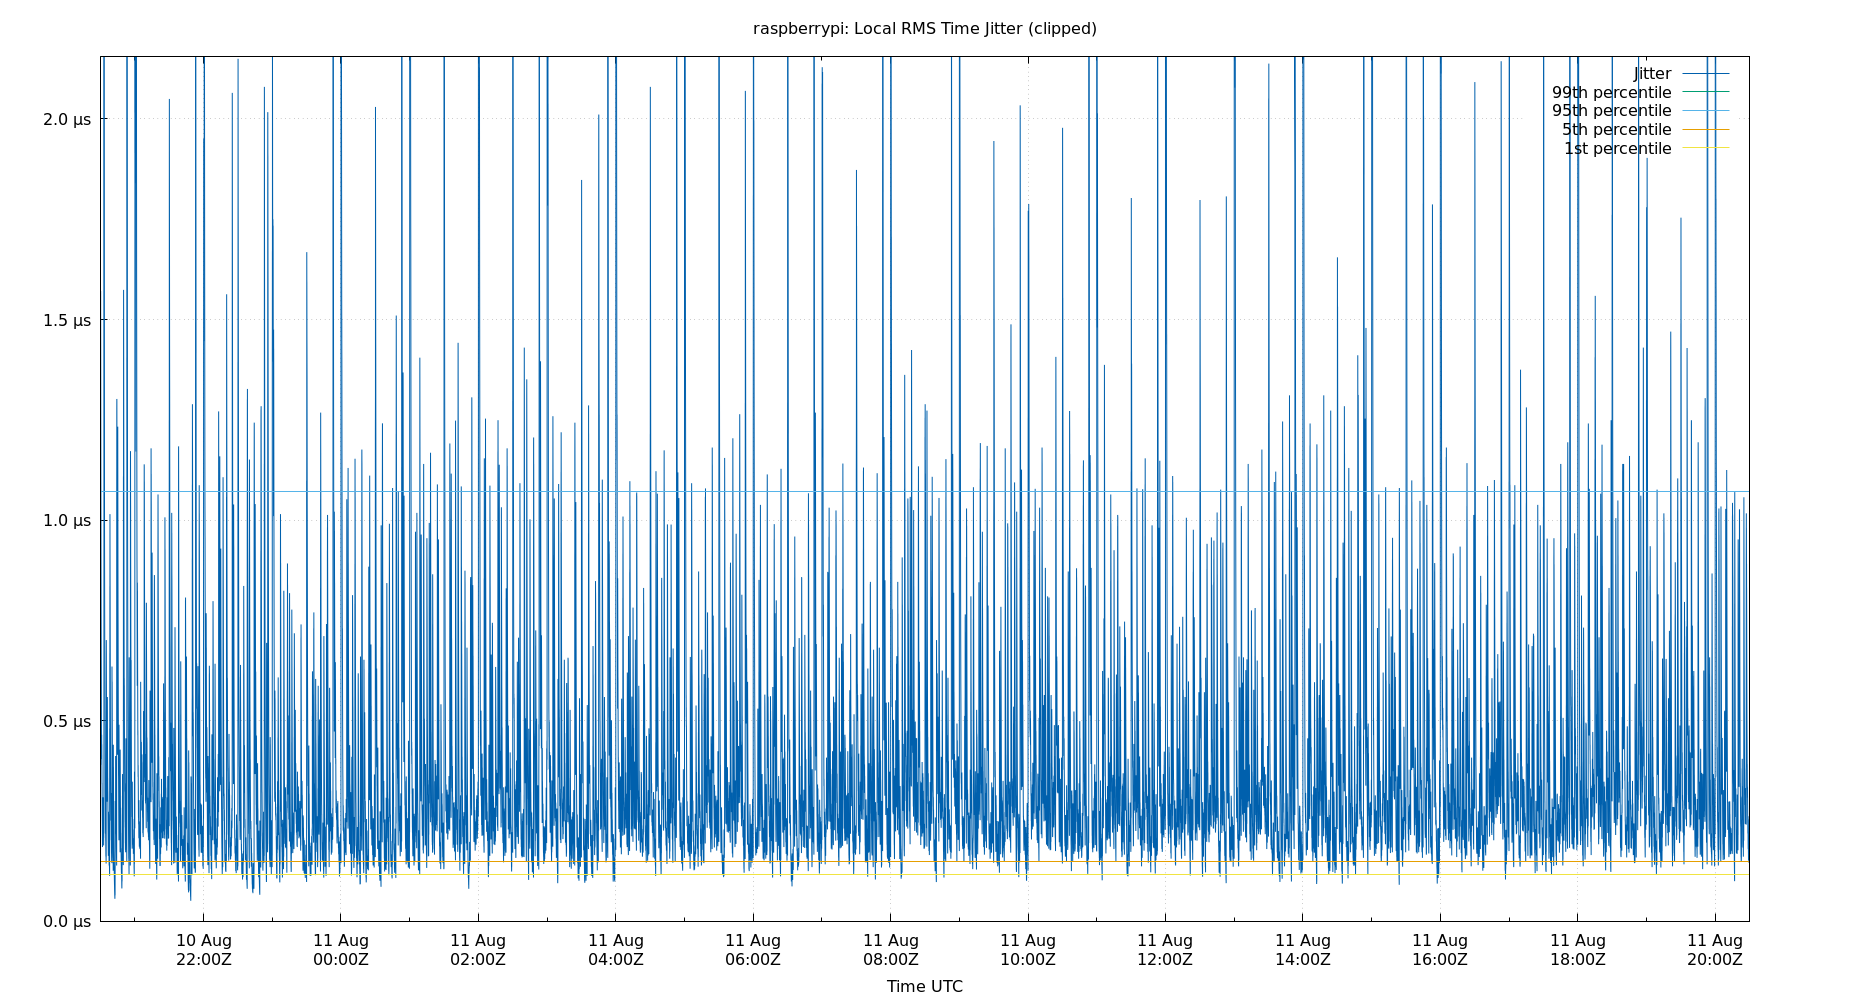 raspberrypi: Local RMS Time Jitter (clipped)
Jitter
99th percentile
95th percentile
5th percentile
1st percentile
2.0 µs
1.5 µs
1.0 µs
0.5 µs
0.0 µs
10 Aug 11 Aug 11 Aug 11 Aug 11 Aug 11 Aug 11 Aug 11 Aug 11 Aug 11 Aug 11 Aug 11 Aug
22:00Z 00:00Z 02:00Z 04:00Z 06:00Z 08:00Z 10:00Z 12:00Z 14:00Z 16:00Z 18:00Z 20:00Z
Time UTC